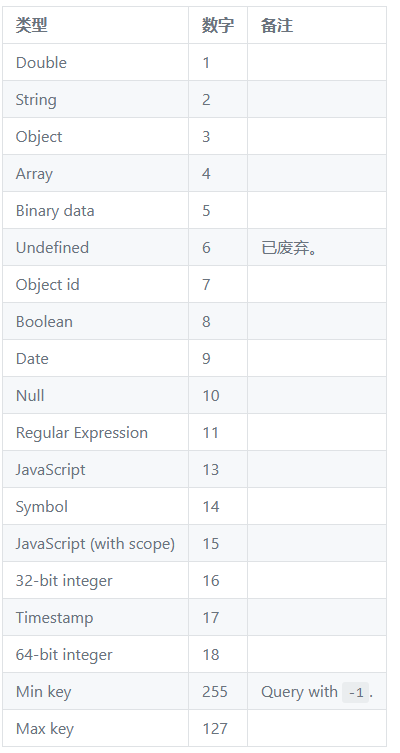 类型 数字 备注
Double 1
String 2
Object 3
Array 4
Binary data 5
Undefined 6 已废弃。
Object id 7
Boolean 8
Date 9
Null 10
Regular Expression 11
JavaScript 13
Symbol 14
JavaScript (with scope) 15
32-bit integer 16
Timestamp 17
64-bit integer 18
Min key 255 Query with -1.
Max key 127